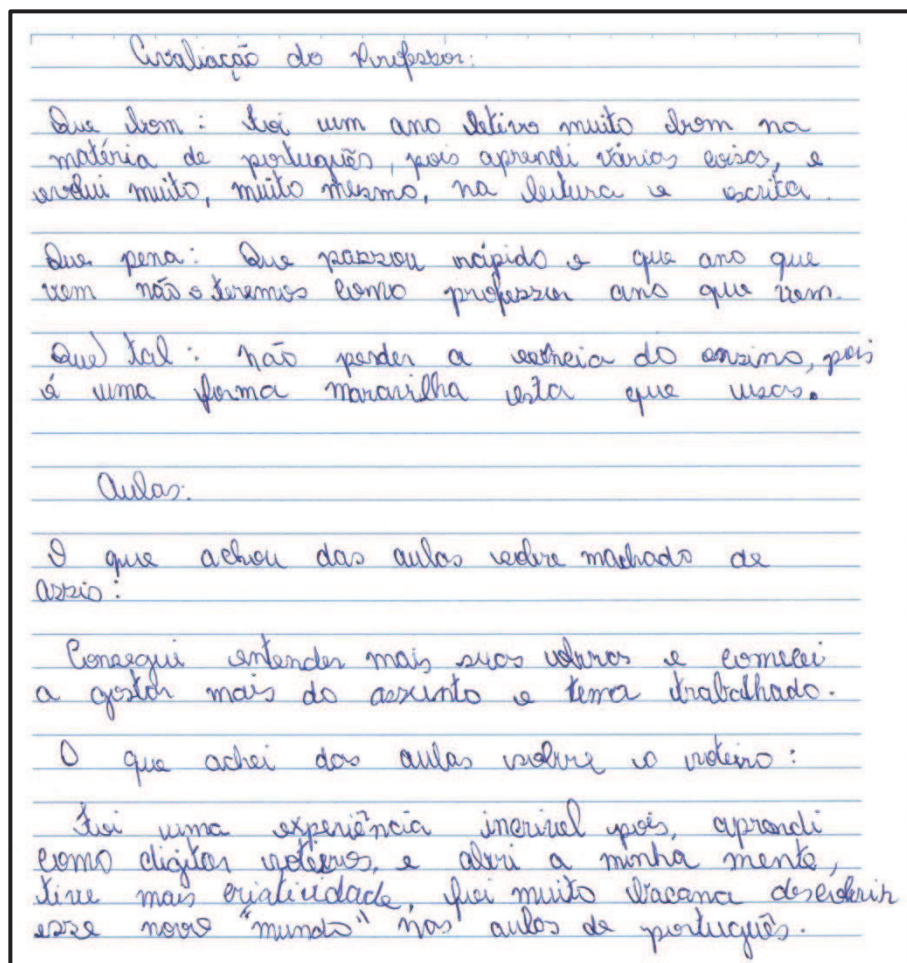 Avaliação do Professor:
Que bom: Foi um ano letivo muito bom na
matéria de português, pois aprendi várias coisas, e
evolui muito, muito mesmo, na leitura e escrita.
Que pena: Que passou rápido e que ano que
vem não o teremos como professor ano que vem.
Que tal: não perder a essência do ensino, pois
é uma forma maravilha esta que usas.
Aulas:
O que achou das aulas sobre machado de
assis:
Consegui entender mais suas obras e comecei
a gostar mais do assunto e tema trabalhado.
O que achei das aulas sobre o roteiro:
Foi uma experiência incrivel pois, aprendi
como digitar roteiros, e abri a minha mente,
tive mais criatividade, foi muito bacana descobrir
esse novo "mundo" nas aulas de português.